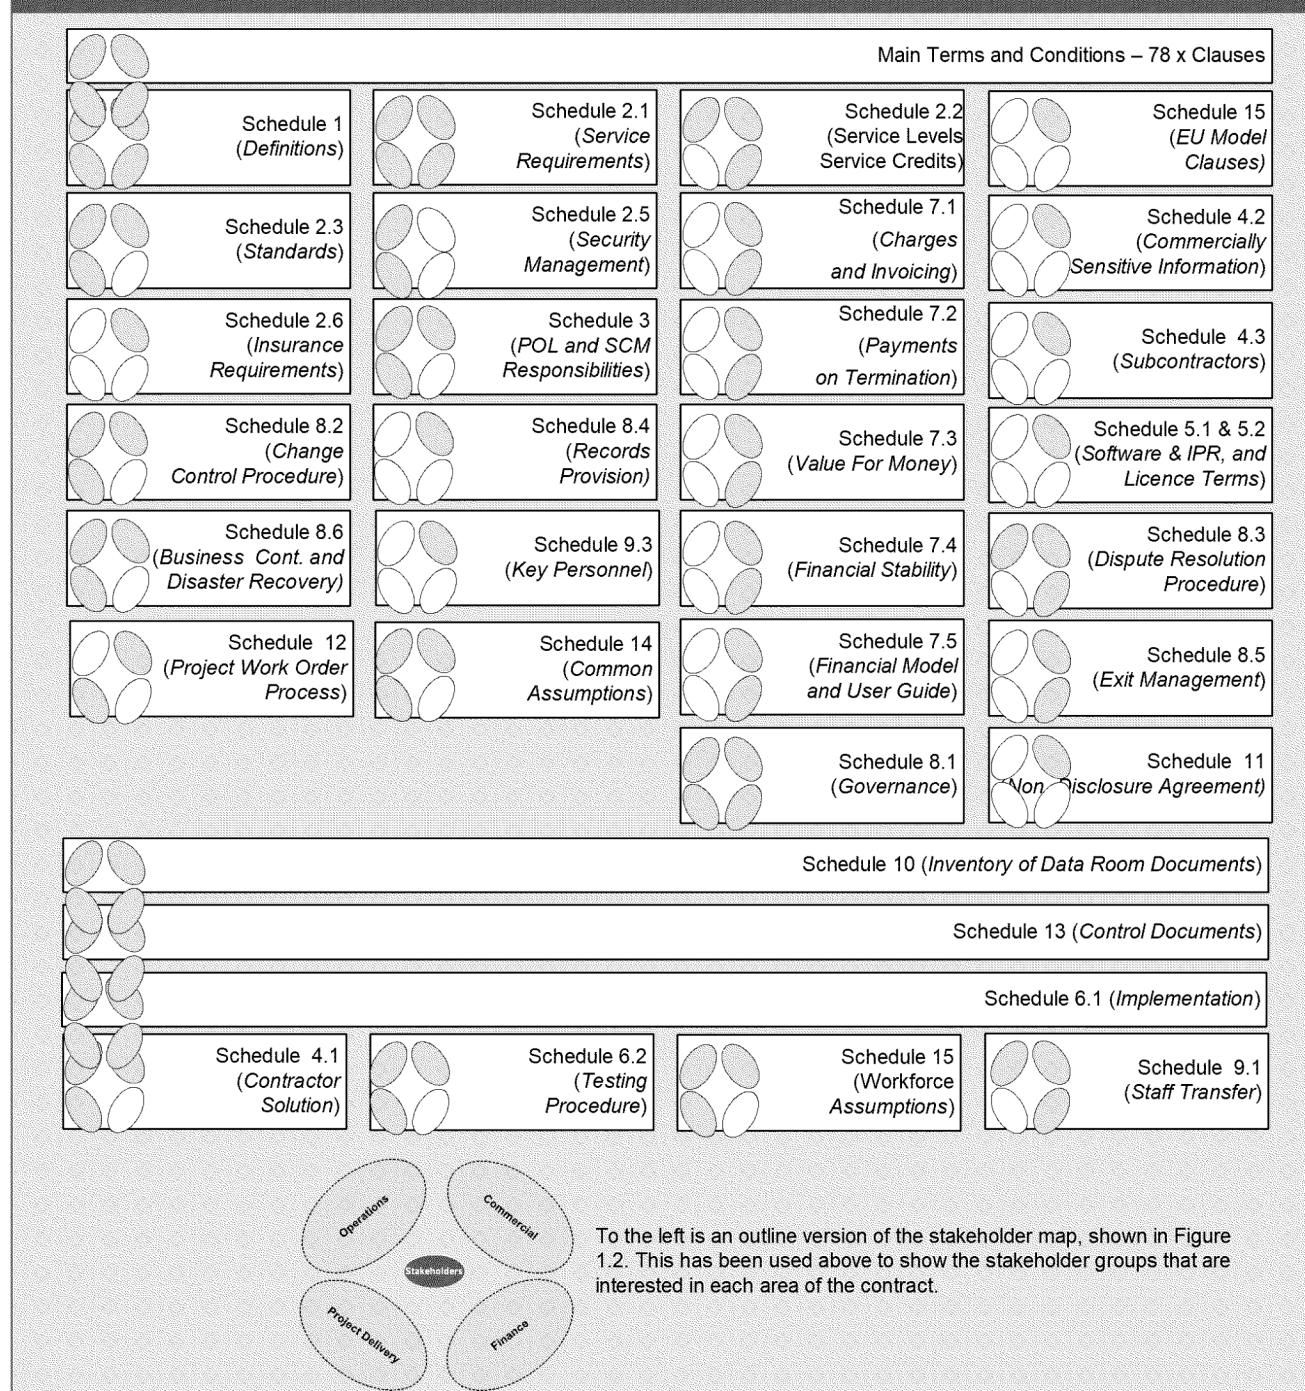 Main Terms and Conditions – 78 x Clauses
Schedule 1
(Definitions)
Schedule 2.1
(Service
Requirements)
Schedule 2.2
(Service Levels
Service Credits)
Schedule 15
(EU Model
Clauses)
Schedule 2.3
(Standards)
Schedule 2.5
(Security
Management)
Schedule 7.1
(Charges
and Invoicing)
Schedule 4.2
(Commercially
Sensitive Information)
Schedule 2.6
(Insurance
Requirements)
Schedule 3
(POL and SCM
Responsibilities)
Schedule 7.2
(Payments
on Termination)
Schedule 4.3
(Subcontractors)
Schedule 8.2
(Change
Control Procedure)
Schedule 8.4
(Records
Provision)
Schedule 7.3
(Value For Money)
Schedule 5.1 & 5.2
(Software & IPR, and
Licence Terms)
Schedule 8.6
(Business Cont. and
Disaster Recovery)
Schedule 9.3
(Key Personnel)
Schedule 7.4
(Financial Stability)
Schedule 8.3
(Dispute Resolution
Procedure)
Schedule 12
(Project Work Order
Process)
Schedule 14
(Common
Assumptions)
Schedule 7.5
(Financial Model
and User Guide)
Schedule 8.5
(Exit Management)
Schedule 8.1
(Governance)
Schedule 11
(Non-Disclosure Agreement)
Schedule 10 (Inventory of Data Room Documents)
Schedule 13 (Control Documents)
Schedule 6.1 (Implementation)
Schedule 4.1
(Contractor
Solution)
Schedule 6.2
(Testing
Procedure)
Schedule 15
(Workforce
Assumptions)
Schedule 9.1
(Staff Transfer)
Operations
Commercial
Stakeholders
Project Delivery
Finance
To the left is an outline version of the stakeholder map, shown in Figure
1.2. This has been used above to show the stakeholder groups that are
interested in each area of the contract.